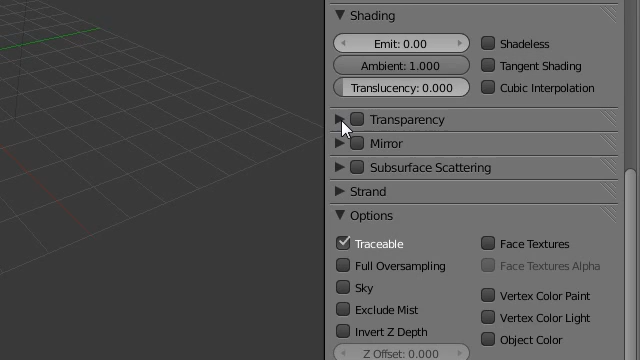 Shading
Emit: 0.00
Shadeless
Ambient: 1.000
Tangent Shading
Translucency: 0.000
Cubic Interpolation
Transparency
Mirror
Subsurface Scattering
Strand
Options
Traceable
Face Textures
Full Oversampling
Face Textures Alpha
Sky
Vertex Color Paint
Exclude Mist
Vertex Color Light
Invert Z Depth
Object Color
Z Offset: 0.000